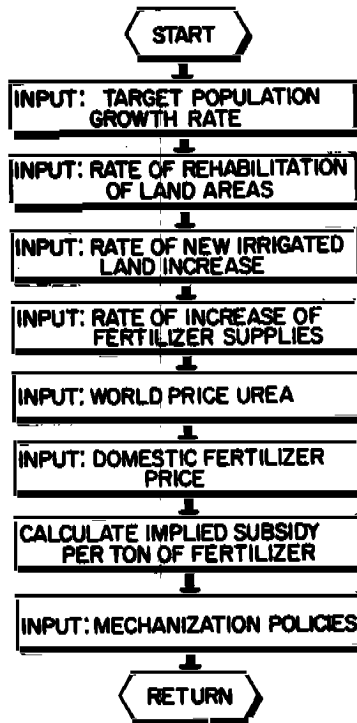 START
INPUT: TARGET POPULATION
GROWTH RATE
INPUT: RATE OF REHABILITATION
OF LAND AREAS
INPUT: RATE OF NEW IRRIGATED
LAND INCREASE
INPUT: RATE OF INCREASE OF
FERTILIZER SUPPLIES
INPUT: WORLD PRICE UREA
INPUT: DOMESTIC FERTILIZER
PRICE
CALCULATE IMPLIED SUBSIDY
PER TON OF FERTILIZER
INPUT: MECHANIZATION POLICIES
RETURN